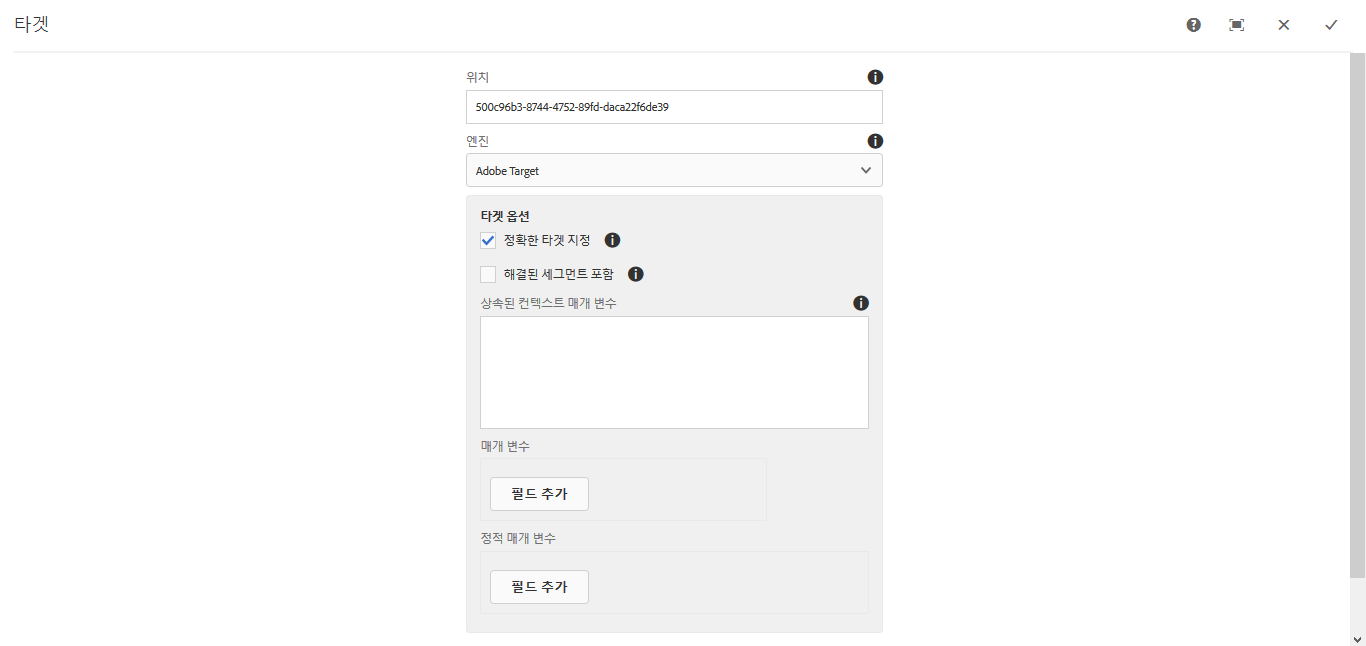 타겟
위치
500c96b3-8744-4752-89fd-daca22f6de39
엔진
Adobe Target
타겟 옵션
정확한 타겟 지정
해결된 세그먼트 포함
상속된 컨텍스트 매개 변수
매개 변수
필드 추가
정적 매개 변수
필드 추가